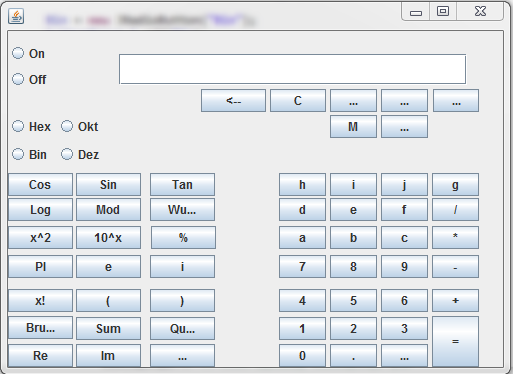 On
Off
<-- C ... ... ...
M ...
Hex Okt
Bin Dez
Cos Sin Tan h i j g
Log Mod Wu... d e f /
x^2 10^x % a b c *
PI e i 7 8 9 -
x! ( ) 4 5 6 +
Bru... Sum Qu... 1 2 3 =
Re Im ... 0 . ...